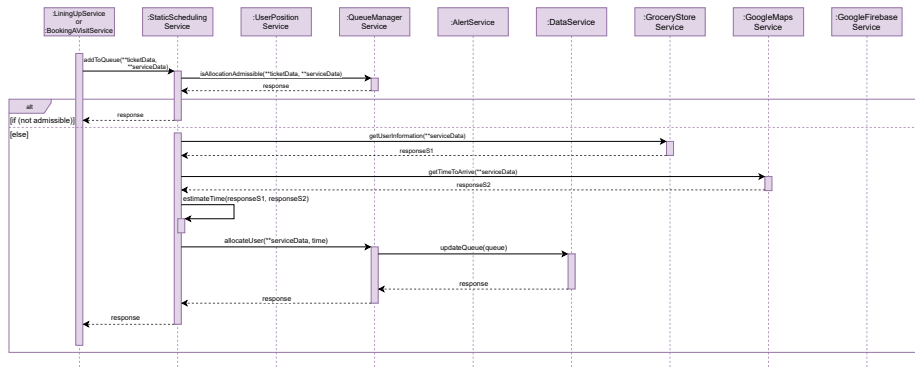 :LiningUpService
or
:BookingAVisitService
:StaticScheduling
Service
:UserPosition
Service
:QueueManager
Service
:AlertService
:DataService
:GroceryStore
Service
:GoogleMaps
Service
:GoogleFirebase
Service
addToQueue(**ticketData,
**serviceData)
isAllocationAdmissible(**ticketData, **serviceData)
response
alt
response
[if (not admissible)]
[else]
getUserInformation(**serviceData)
responseS1
getTimeToArrive(**serviceData)
responseS2
estimateTime(responseS1, responseS2)
allocateUser(**serviceData, time)
updateQueue(queue)
response
response
response